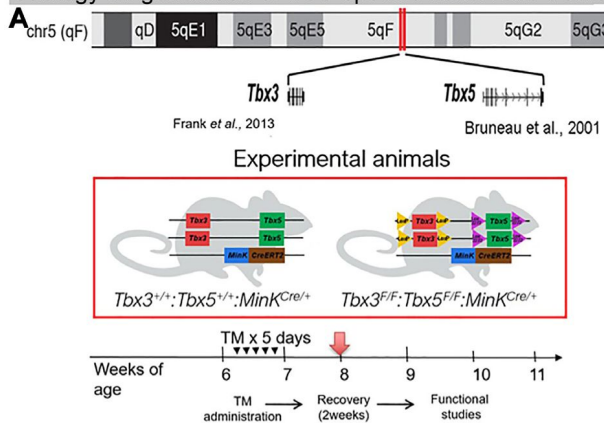 A
chr5 (qF) qD 5qE1 5qE3 5qE5 5qF 5qG2 5qG3
Tbx3 Tbx5
Frank et al., 2013 Bruneau et al., 2001
Experimental animals
Tbx3 Tbx5 Tbx3 Tbx5
Tbx3 Tbx5 Tbx3 Tbx5
MinK CreERT2 MinK CreERT2
Tbx3+/+:Tbx5+/+:MinKCre/+ Tbx3F/F:Tbx5F/F:MinKCre/+
TM x 5 days
Weeks of
age
6 7 8 9 10 11
TM Recovery Functional
administration (2weeks) studies